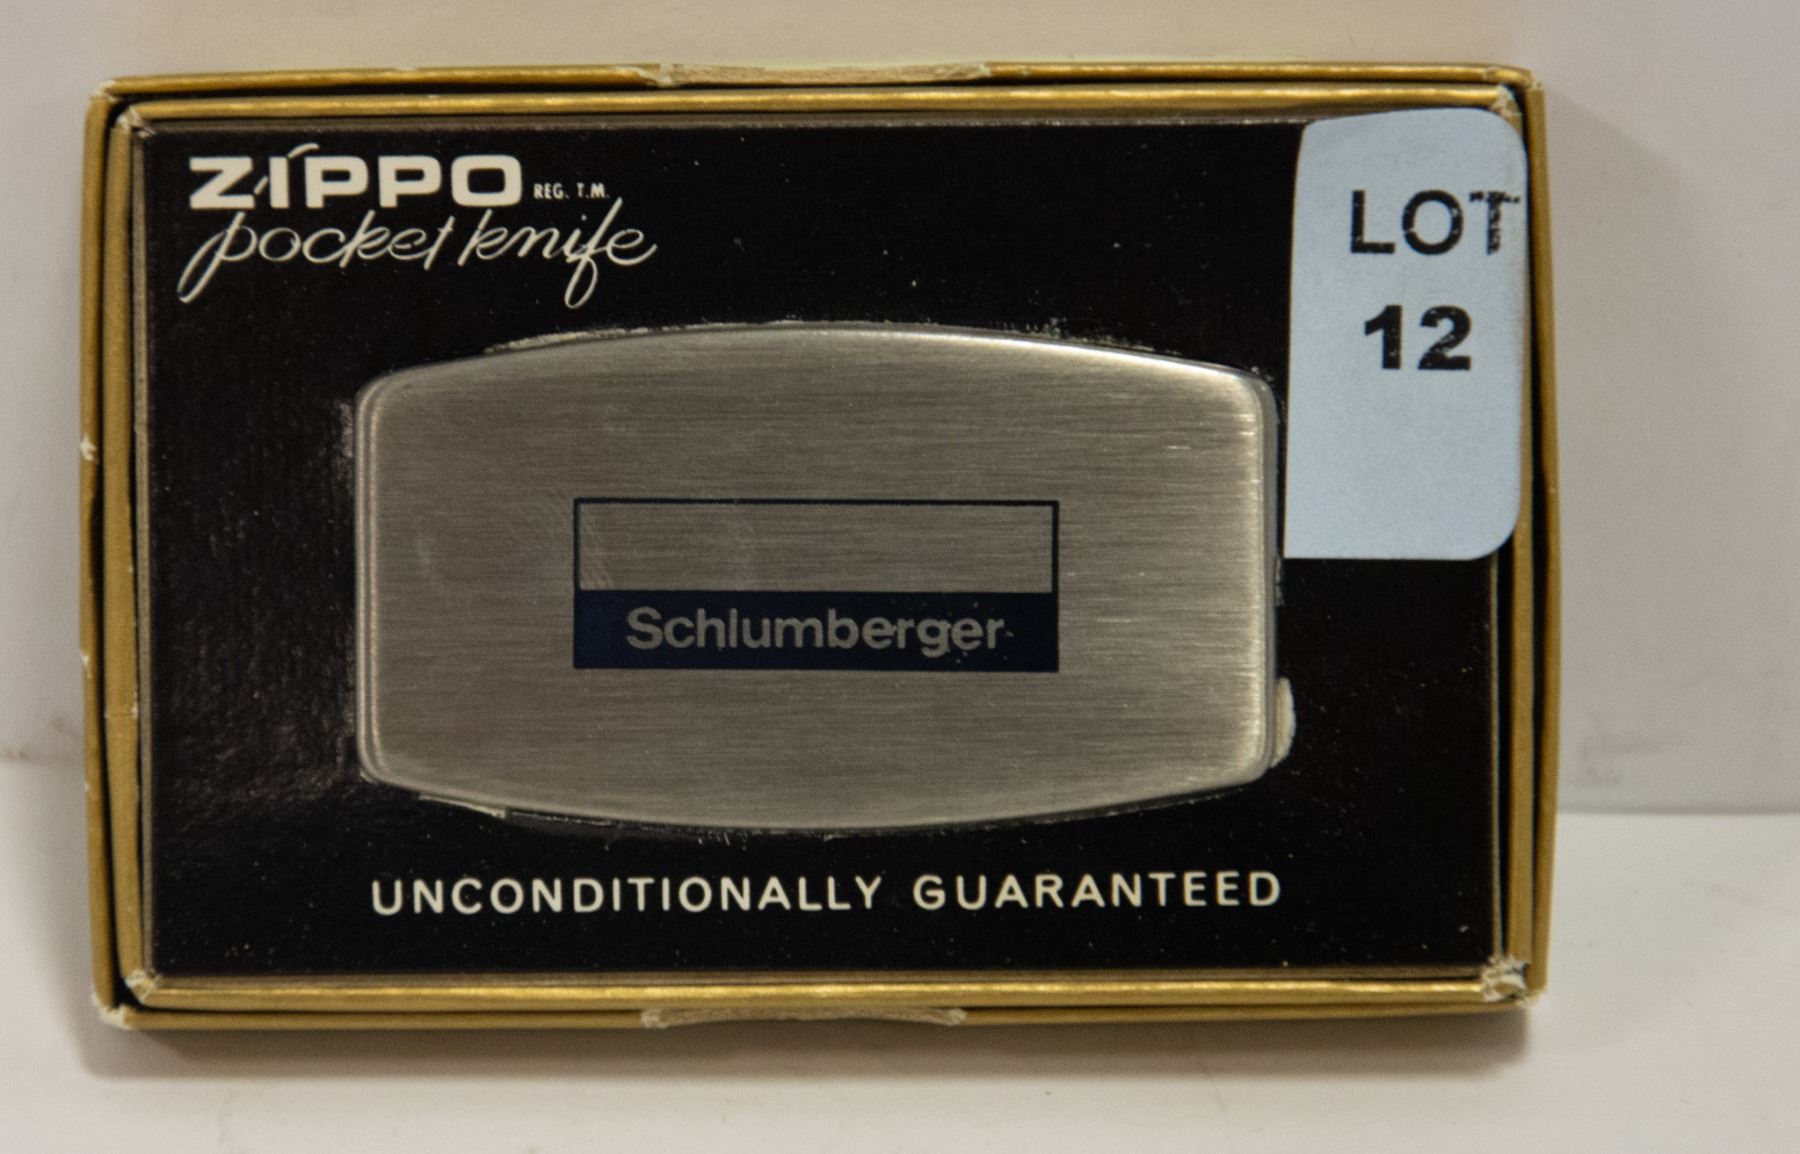 ZIPPO REG. T.M.
pocket knife
LOT
12
Schlumberger
UNCONDITIONALLY GUARANTEED